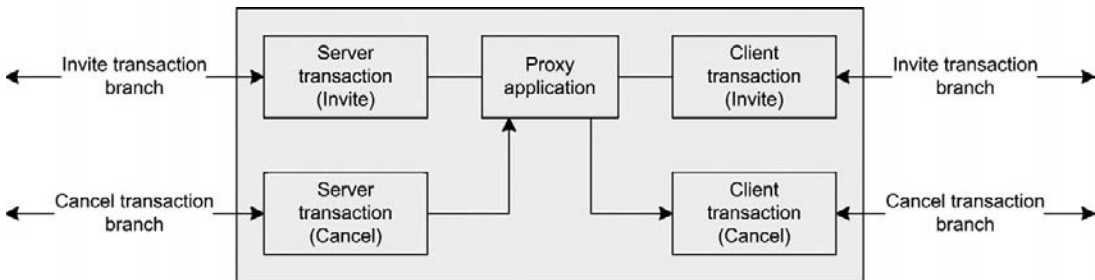 Invite transaction
branch
Server
transaction
(Invite)
Proxy
application
Client
transaction
(Invite)
Invite transaction
branch
Cancel transaction
branch
Server
transaction
(Cancel)
Client
transaction
(Cancel)
Cancel transaction
branch